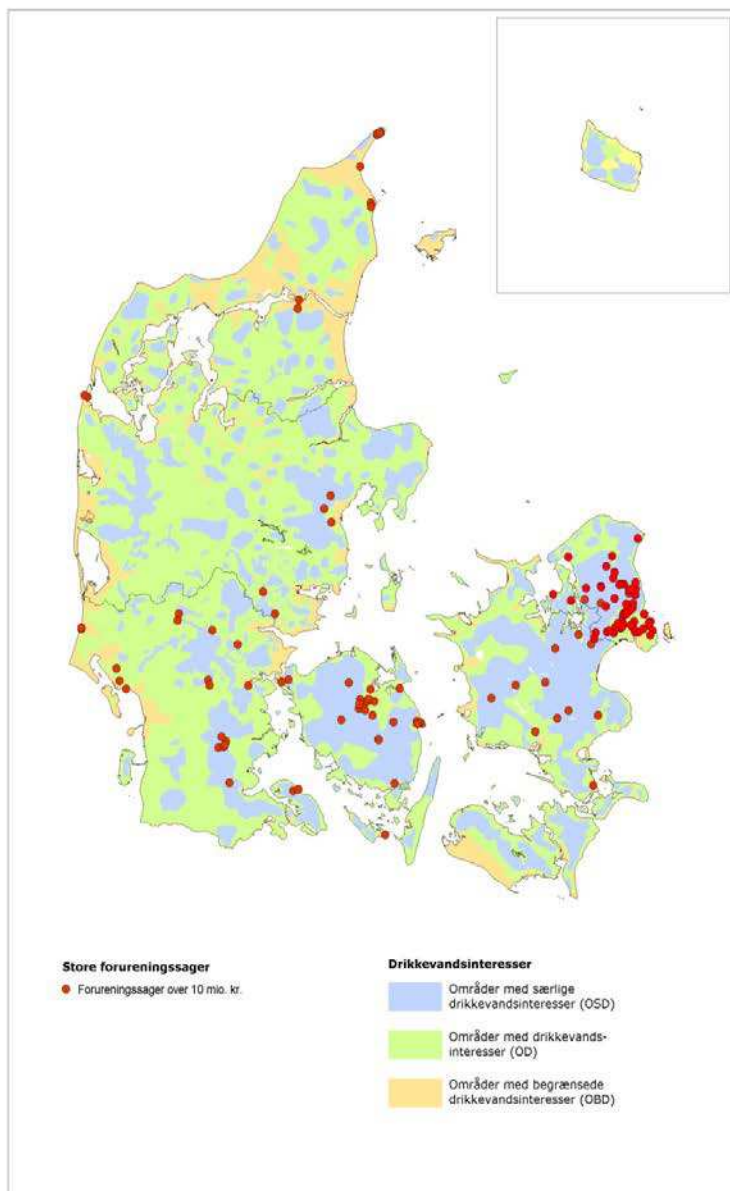 Store forureningssager
Forureningssager over 10 mio. kr.
Drikkevandsinteresser
Områder med særlige
drikkevandsinteresser (OSD)
Områder med drikkevands-
interesser (OD)
Områder med begrænsede
drikkevandsinteresser (OBD)